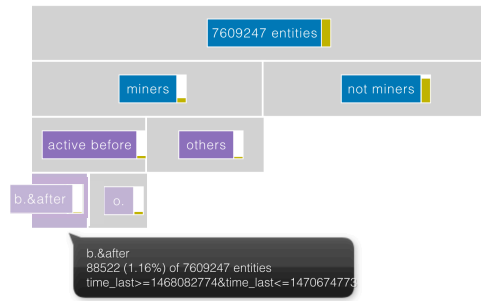 7609247 entities
miners
not miners
active before
others
b.&after
o.
b.&after
88522 (1.16%) of 7609247 entities
time_last>=1468082774&time_last<=1470674773